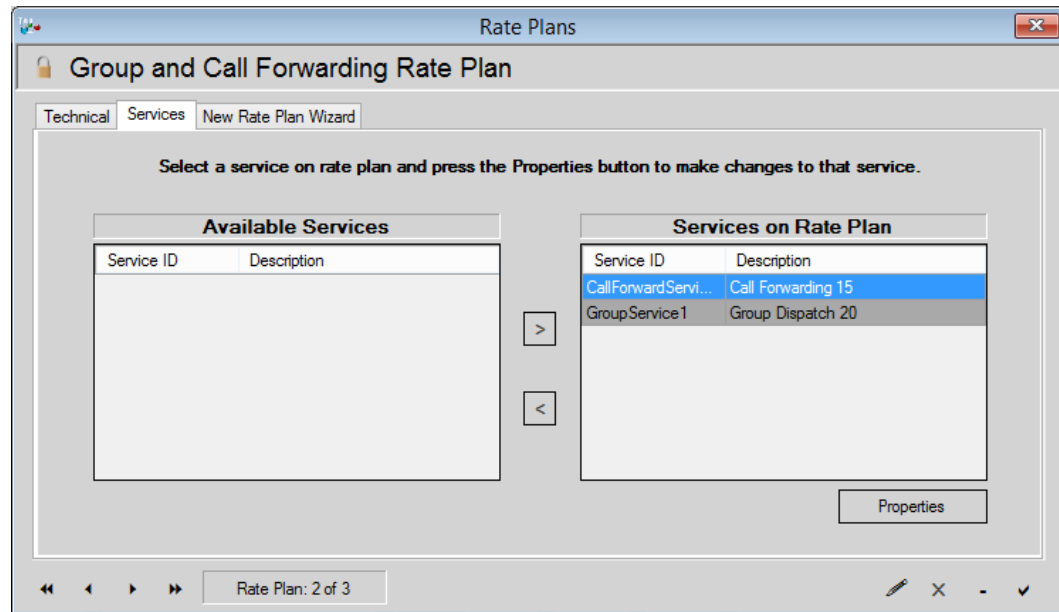 Rate Plans
Group and Call Forwarding Rate Plan
Technical Services New Rate Plan Wizard
Select a service on rate plan and press the Properties button to make changes to that service.
Available Services
Service ID Description
>
<
Services on Rate Plan
Service ID Description
CallForwardServi... Call Forwarding 15
GroupService1 Group Dispatch 20
Properties
Rate Plan: 2 of 3